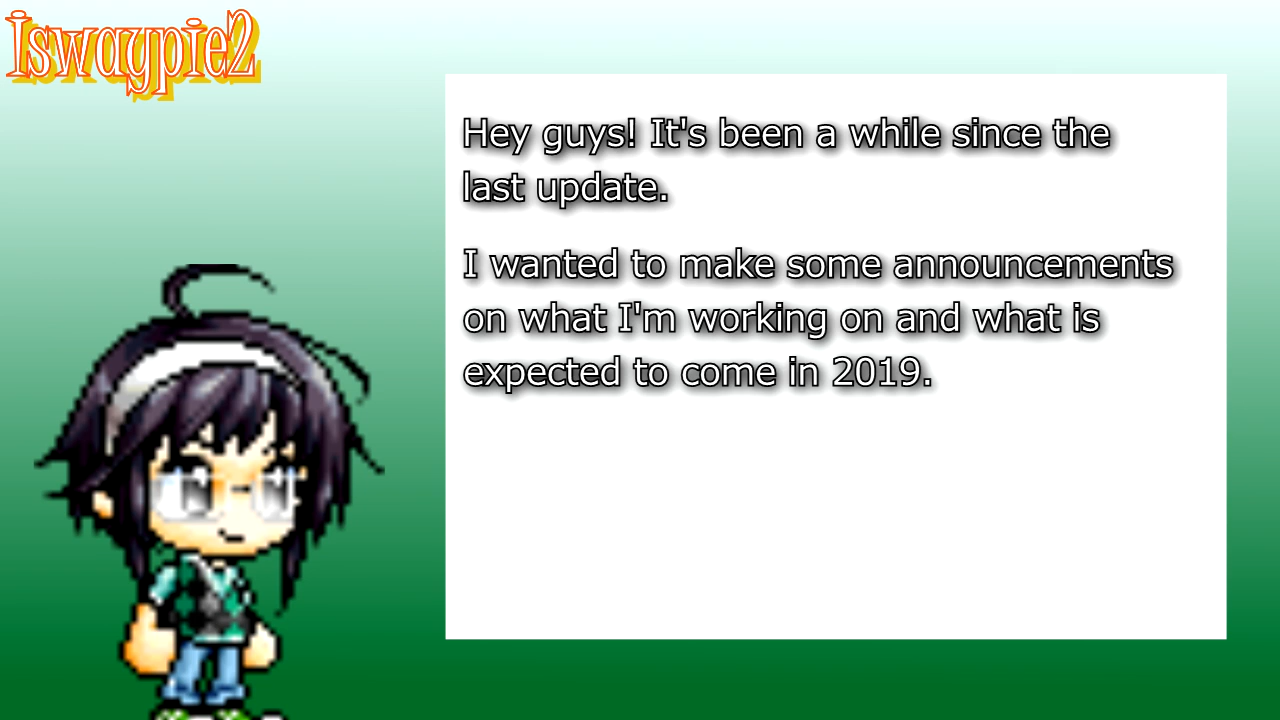 Iswaypie2
Hey guys! It's been a while since the
last update.
I wanted to make some announcements
on what I'm working on and what is
expected to come in 2019.